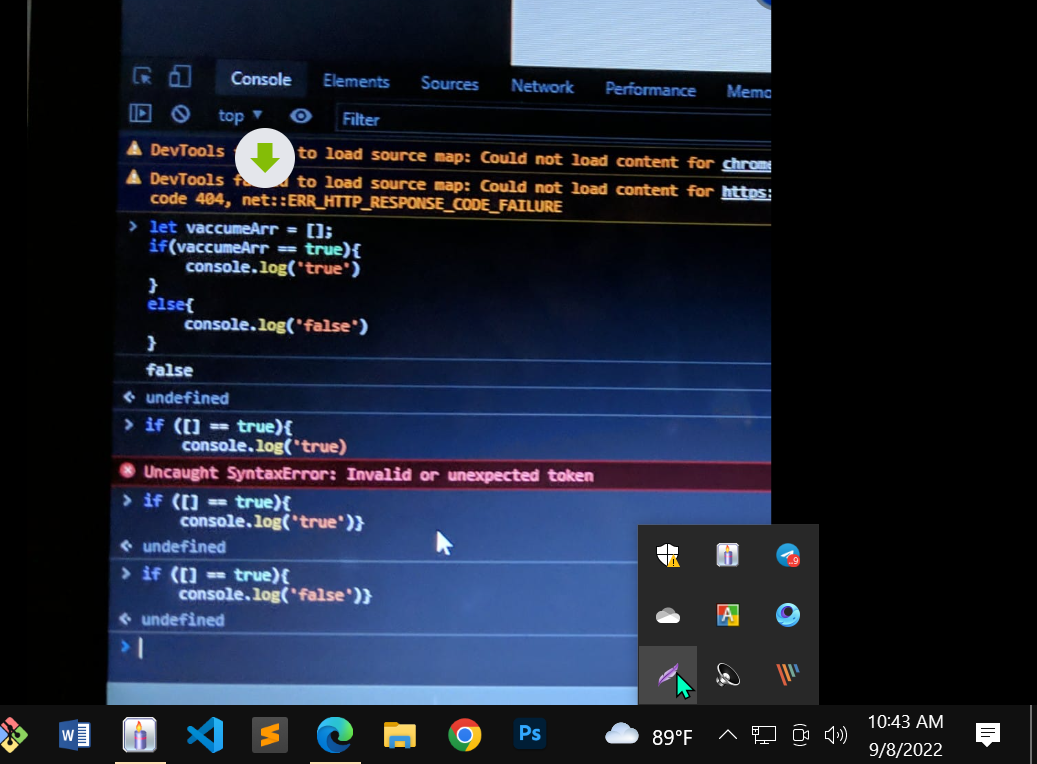 Console Elements Sources Network Performance Memo
top Filter
DevTools to load source map: Could not load content for chrome
DevTools failed to load source map: Could not load content for https:
code 404, net::ERR_HTTP_RESPONSE_CODE_FAILURE
> let vaccumeArr = [];
if(vaccumeArr == true){
console.log('true')
}
else{
console.log('false')
}
false
undefined
> if ([] == true){
console.log('true)
Uncaught SyntaxError: Invalid or unexpected token
> if ([] == true){
console.log('true')}
undefined
> if ([] == true){
console.log('false')}
undefined
>
9
A
W
Ps
89°F
10:43 AM
9/8/2022